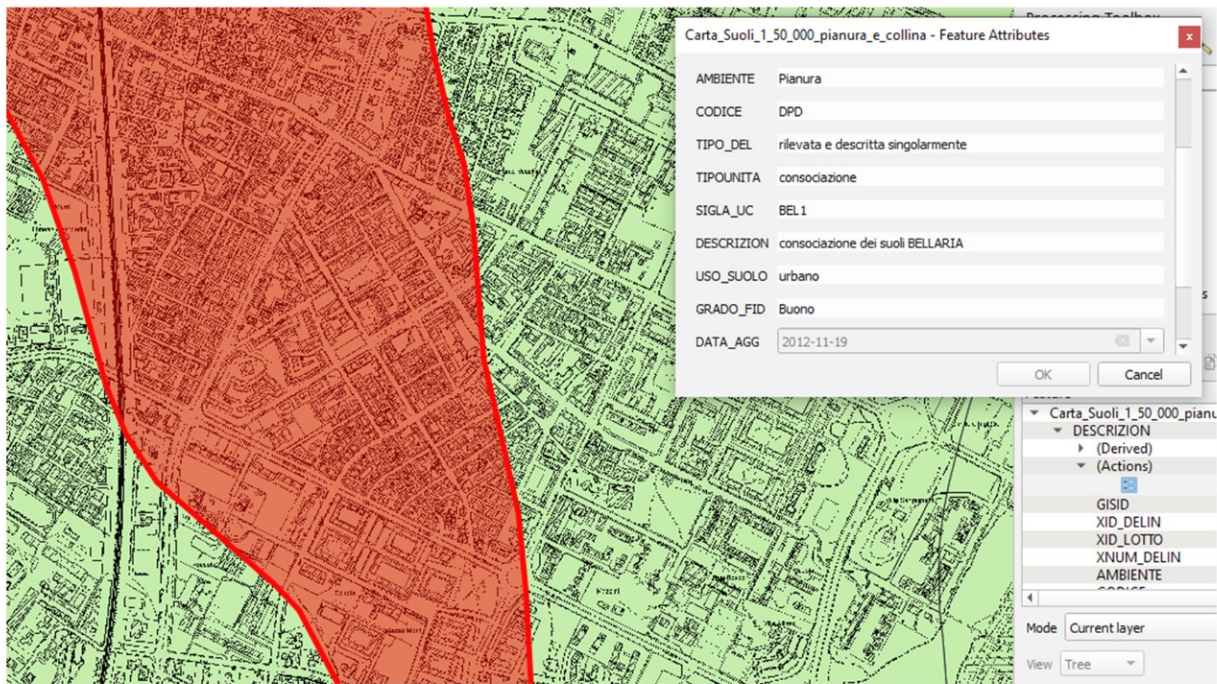 Processing Toolbox
Carta_Suoli_1_50_000_pianura_e_collina - Feature Attributes
x
AMBIENTE Pianura
CODICE DPD
TIPO_DEL rilevata e descritta singolarmente
TIPOUNITA consociazione
SIGLA_UC BEL1
DESCRIZION consociazione dei suoli BELLARIA
USO_SUOLO urbano
GRADO_FID Buono
DATA_AGG 2012-11-19
OK Cancel
Feature
Carta_Suoli_1_50_000_pianu
DESCRIZION
(Derived)
(Actions)
GISID
XID_DELIN
XID_LOTTO
XNUM_DELIN
AMBIENTE
CODICE
Mode Current layer
View Tree